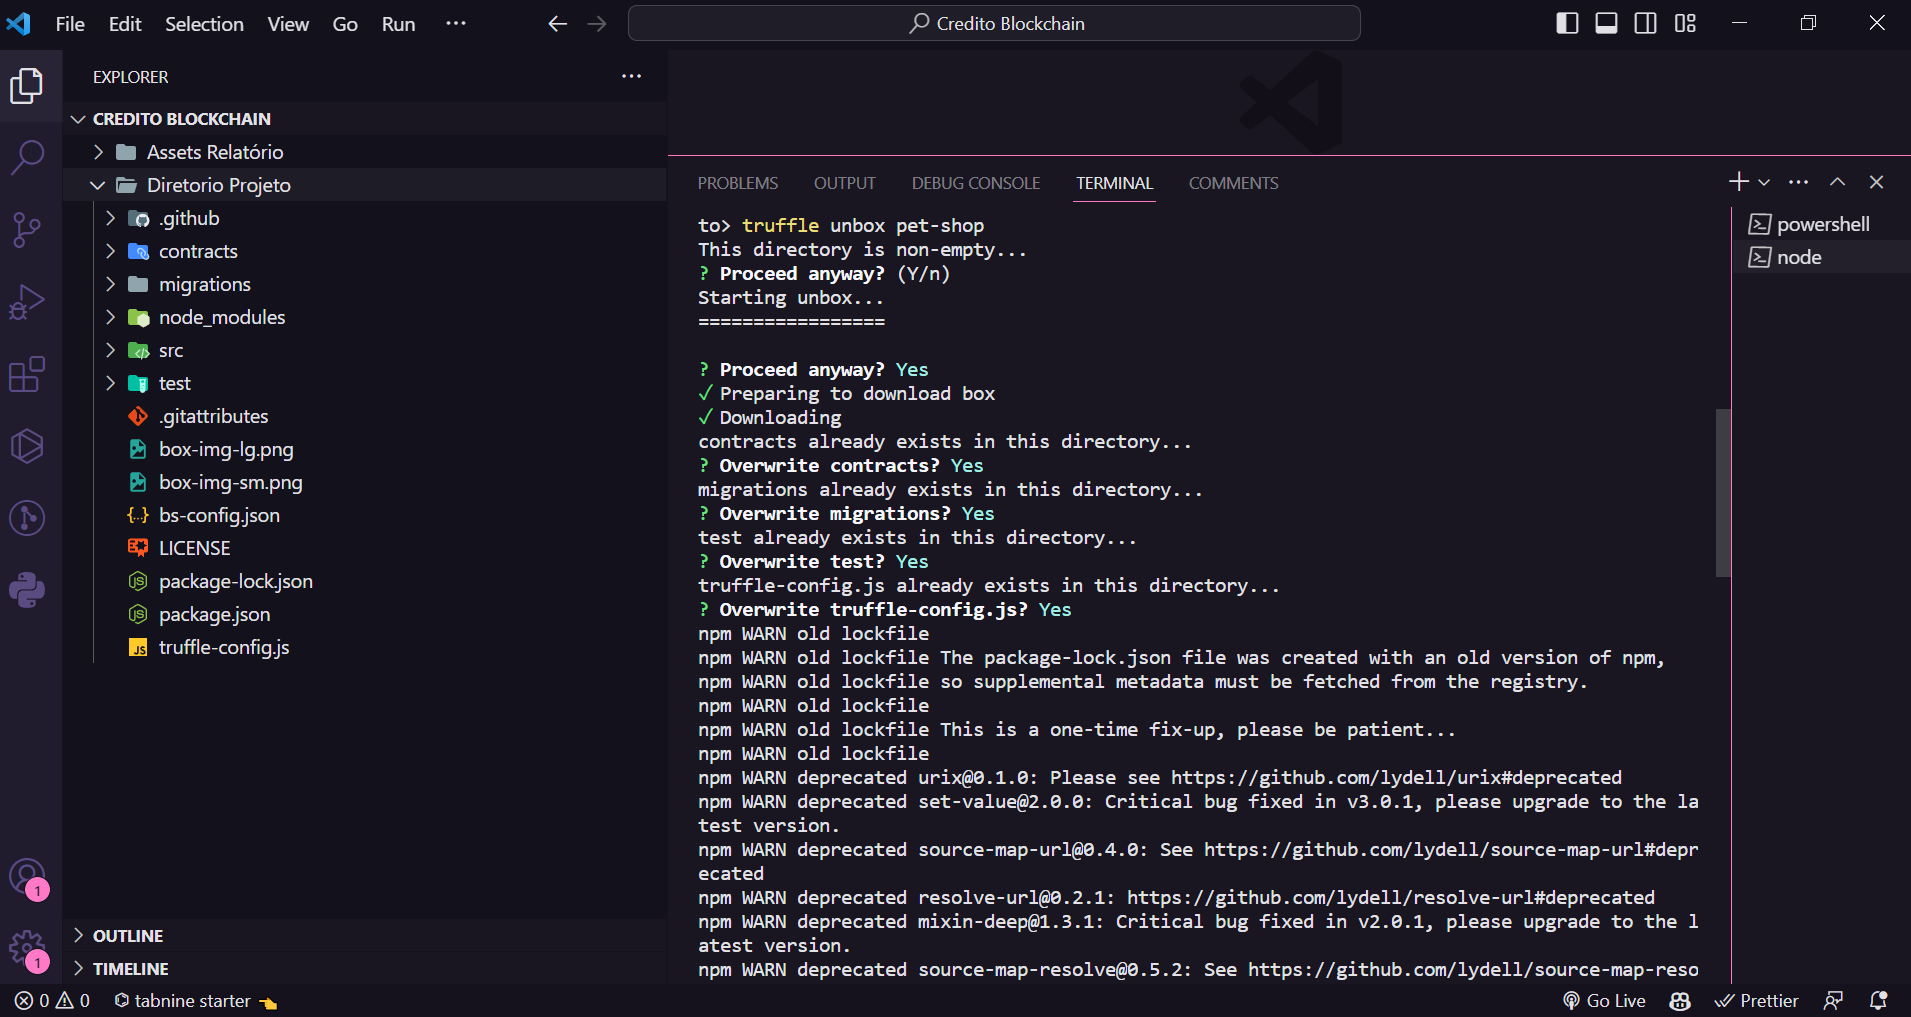 File Edit Selection View Go Run ...
Credito Blockchain
EXPLORER
CREDITO BLOCKCHAIN
Assets Relatório
Diretorio Projeto
.github
contracts
migrations
node_modules
src
test
.gitattributes
box-img-lg.png
box-img-sm.png
bs-config.json
LICENSE
package-lock.json
package.json
truffle-config.js
OUTLINE
TIMELINE
1
1
PROBLEMS OUTPUT DEBUG CONSOLE TERMINAL COMMENTS
to> truffle unbox pet-shop
This directory is non-empty...
? Proceed anyway? (Y/n)
Starting unbox...
=================
? Proceed anyway? Yes
✓ Preparing to download box
✓ Downloading
contracts already exists in this directory...
? Overwrite contracts? Yes
migrations already exists in this directory...
? Overwrite migrations? Yes
test already exists in this directory...
? Overwrite test? Yes
truffle-config.js already exists in this directory...
? Overwrite truffle-config.js? Yes
npm WARN old lockfile
npm WARN old lockfile The package-lock.json file was created with an old version of npm,
npm WARN old lockfile so supplemental metadata must be fetched from the registry.
npm WARN old lockfile
npm WARN old lockfile This is a one-time fix-up, please be patient...
npm WARN old lockfile
npm WARN deprecated urix@0.1.0: Please see https://github.com/lydell/urix#deprecated
npm WARN deprecated set-value@2.0.0: Critical bug fixed in v3.0.1, please upgrade to the la
test version.
npm WARN deprecated source-map-url@0.4.0: See https://github.com/lydell/source-map-url#depr
ecated
npm WARN deprecated resolve-url@0.2.1: https://github.com/lydell/resolve-url#deprecated
npm WARN deprecated mixin-deep@1.3.1: Critical bug fixed in v2.0.1, please upgrade to the l
atest version.
npm WARN deprecated source-map-resolve@0.5.2: See https://github.com/lydell/source-map-reso
powershell
node
0 0 tabnine starter
Go Live Prettier